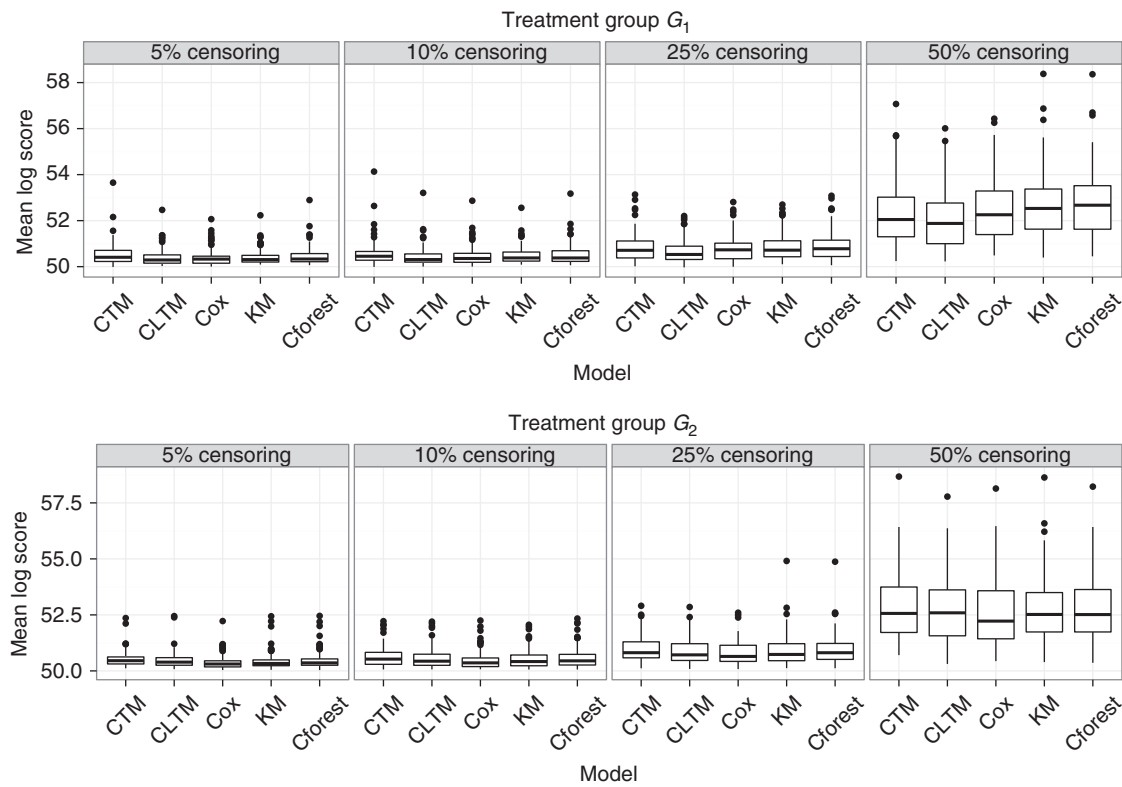 Treatment group G1
5% censoring 10% censoring 25% censoring 50% censoring
58
56
54
52
50
Mean log score
CTM CLTM Cox KM Cforest CTM CLTM Cox KM Cforest CTM CLTM Cox KM Cforest CTM CLTM Cox KM Cforest
Model
Treatment group G2
5% censoring 10% censoring 25% censoring 50% censoring
57.5
55.0
52.5
50.0
Mean log score
CTM CLTM Cox KM Cforest CTM CLTM Cox KM Cforest CTM CLTM Cox KM Cforest CTM CLTM Cox KM Cforest
Model